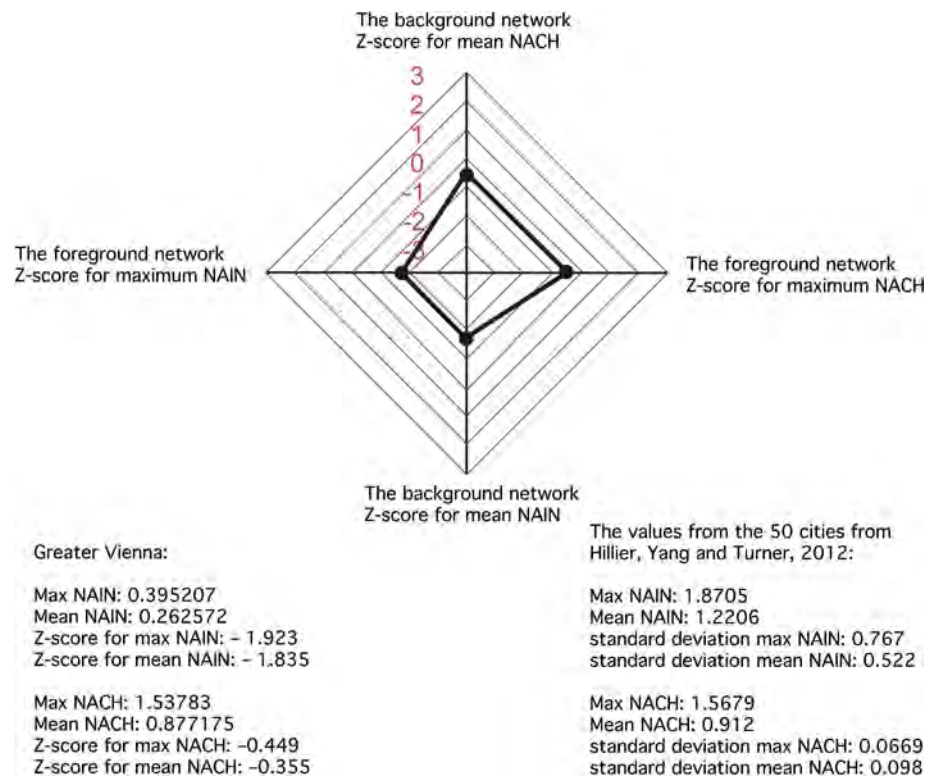 The background network
Z-score for mean NACH
3
2
1
0
-1
-2
-3
The foreground network
Z-score for maximum NAIN
The foreground network
Z-score for maximum NACH
The background network
Z-score for mean NAIN
Greater Vienna:
Max NAIN: 0.395207
Mean NAIN: 0.262572
Z-score for max NAIN: – 1.923
Z-score for mean NAIN: – 1.835
Max NACH: 1.53783
Mean NACH: 0.877175
Z-score for max NACH: –0.449
Z-score for mean NACH: –0.355
The values from the 50 cities from
Hillier, Yang and Turner, 2012:
Max NAIN: 1.8705
Mean NAIN: 1.2206
standard deviation max NAIN: 0.767
standard deviation mean NAIN: 0.522
Max NACH: 1.5679
Mean NACH: 0.912
standard deviation max NACH: 0.0669
standard deviation mean NACH: 0.098